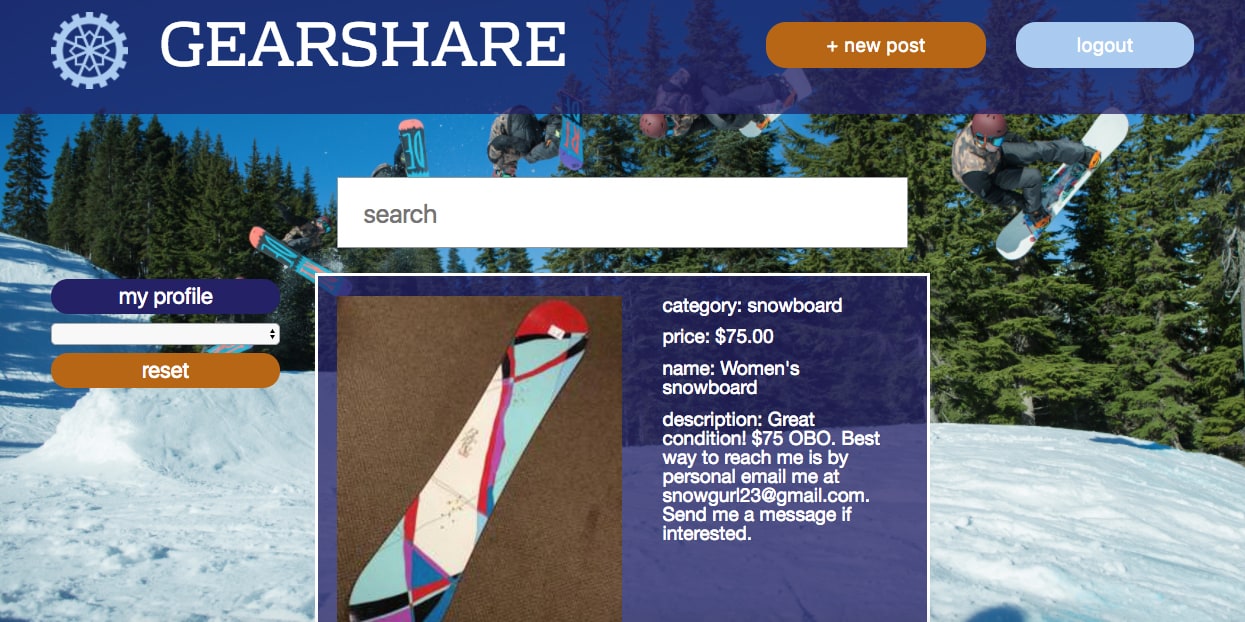 GEARSHARE
+ new post
logout
search
my profile
reset
category: snowboard
price: $75.00
name: Women's
snowboard
description: Great
condition! $75 OBO. Best
way to reach me is by
personal email me at
snowgurl23@gmail.com.
Send me a message if
interested.